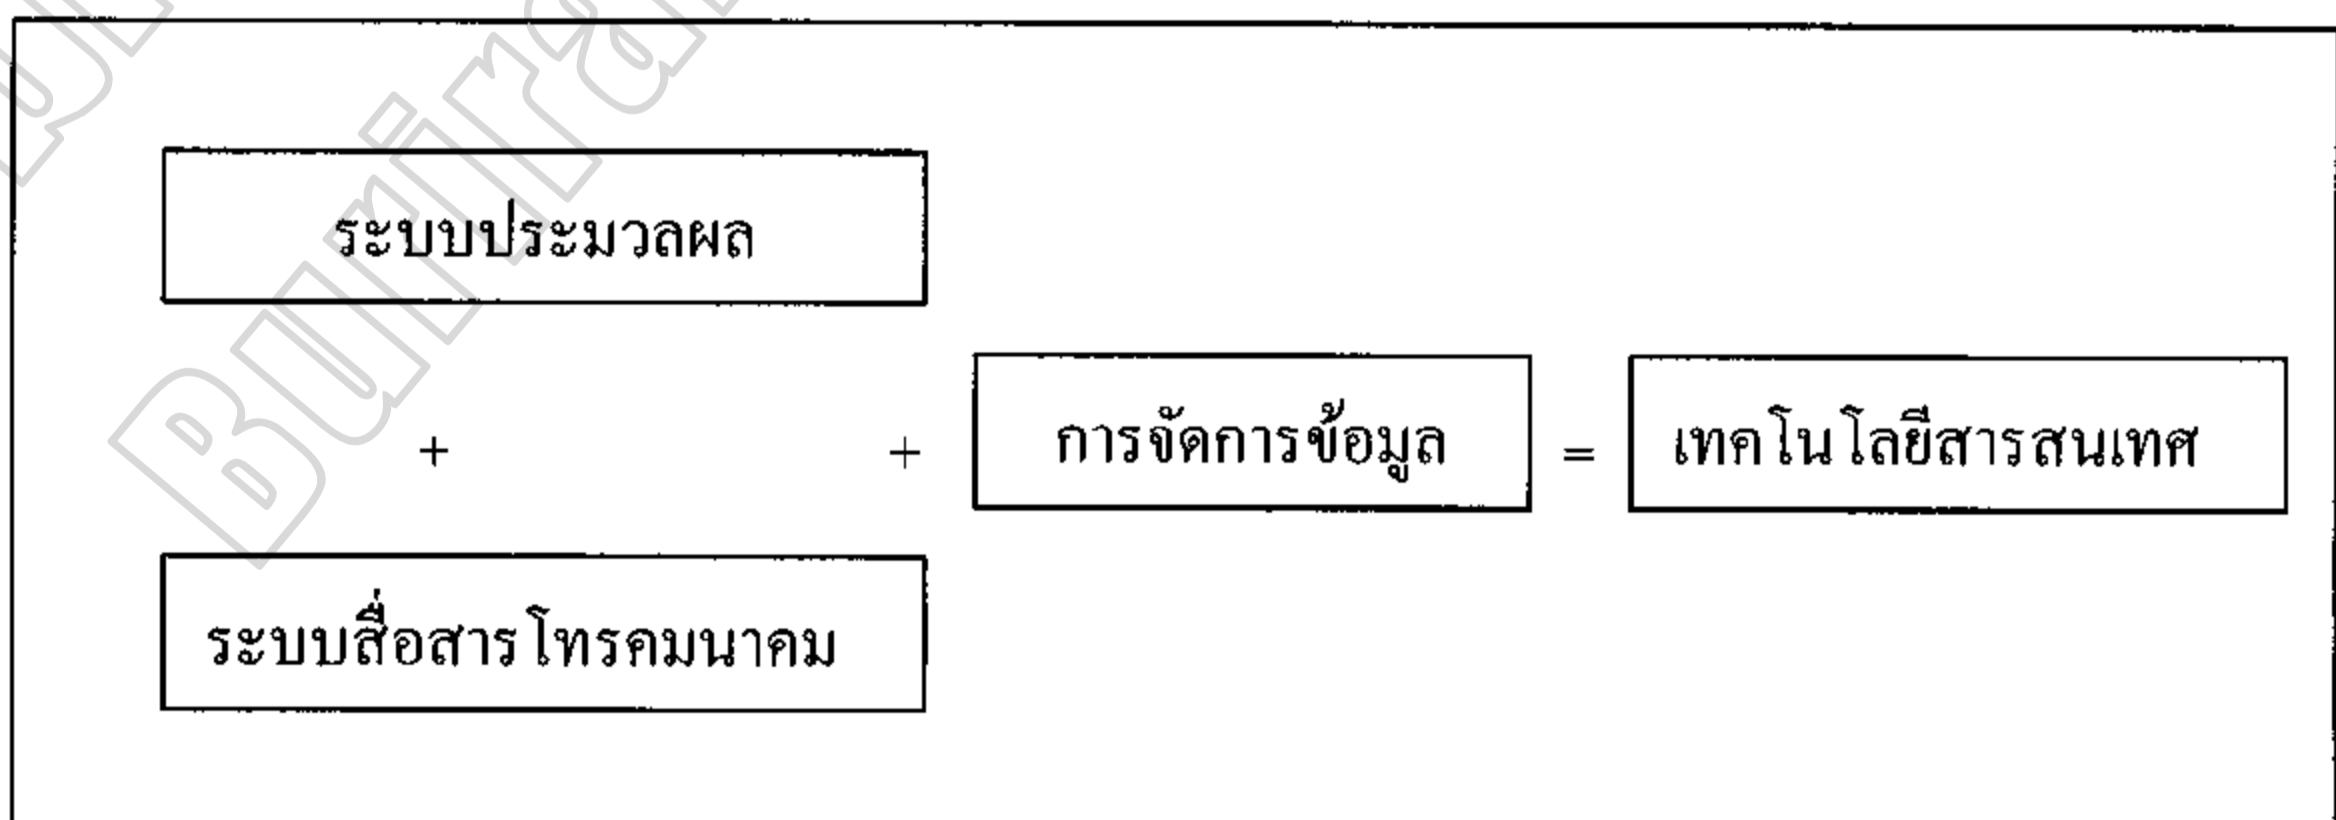 ระบบประมวลผล
+ + การจัดการข้อมูล = เทคโนโลยีสารสนเทศ
ระบบสื่อสารโทรคมนาคม